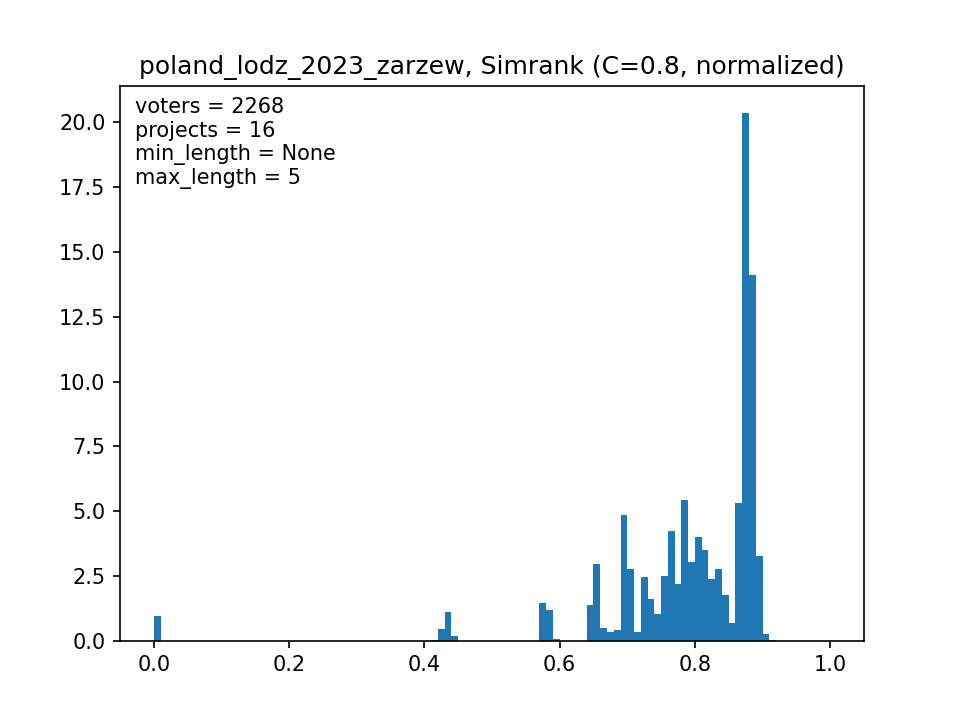 poland_lodz_2023_zarzew, Simrank (C=0.8, normalized)
voters = 2268
projects = 16
min_length = None
max_length = 5
20.0
17.5
15.0
12.5
10.0
7.5
5.0
2.5
0.0
0.0 0.2 0.4 0.6 0.8 1.0